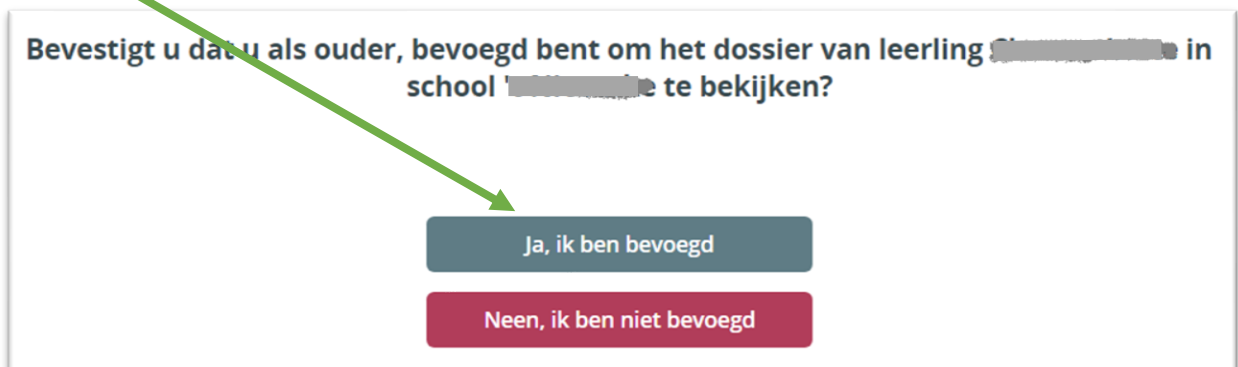 Bevestigt u dat u als ouder, bevoegd bent om het dossier van leerling in
school ' te bekijken?
Ja, ik ben bevoegd
Neen, ik ben niet bevoegd